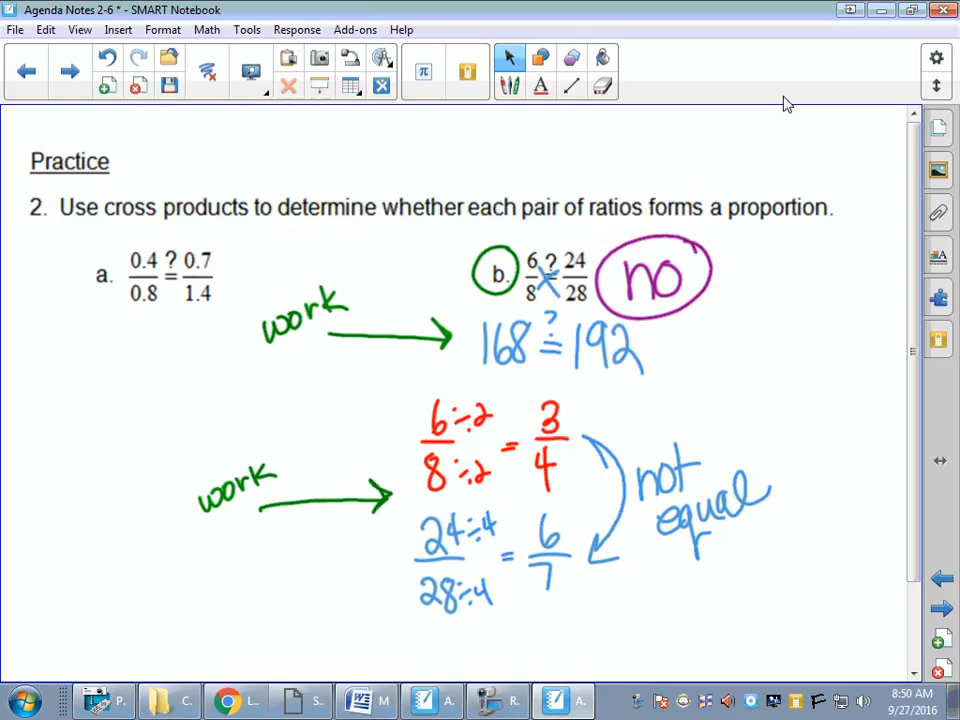 Agenda Notes 2-6 * - SMART Notebook
File Edit View Insert Format Math Tools Response Add-ons Help
π
A
Practice
2. Use cross products to determine whether each pair of ratios forms a proportion.
a. 0.4/0.8 ?= 0.7/1.4
b. 6/8 ?= 24/28 no
work
168 ?= 192
6÷2/8÷2 = 3/4
work
not
equal
24÷4/28÷4 = 6/7
P. C. L.. S.. M A. R.. A.
8:50 AM
9/27/2016